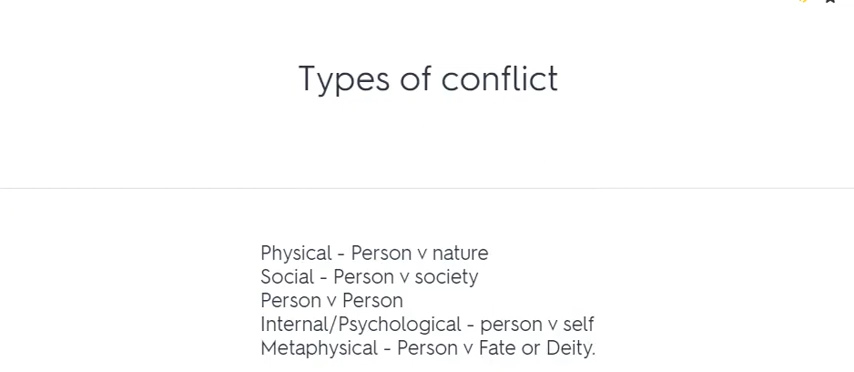 Types of conflict
Physical - Person v nature
Social - Person v society
Person v Person
Internal/Psychological - person v self
Metaphysical - Person v Fate or Deity.